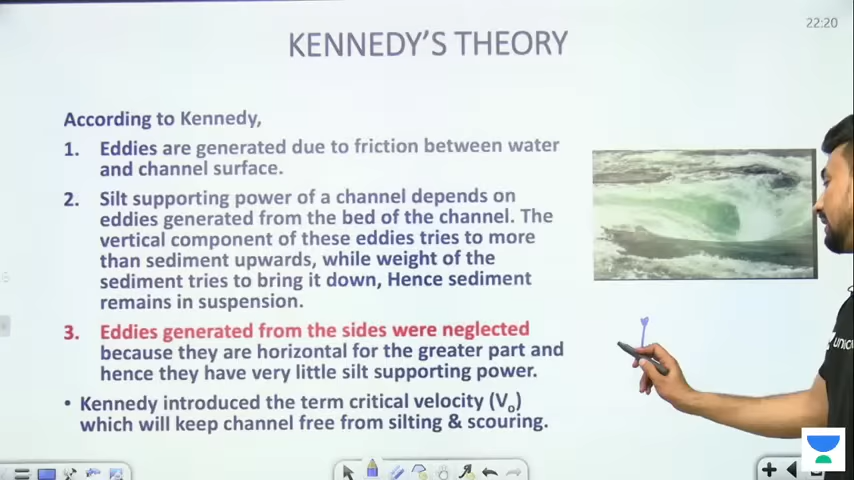 22:20
KENNEDY'S THEORY
According to Kennedy,
1. Eddies are generated due to friction between water
and channel surface.
2. Silt supporting power of a channel depends on
eddies generated from the bed of the channel. The
vertical component of these eddies tries to more
than sediment upwards, while weight of the
sediment tries to bring it down, Hence sediment
remains in suspension.
3. Eddies generated from the sides were neglected
because they are horizontal for the greater part and
hence they have very little silt supporting power.
• Kennedy introduced the term critical velocity (Vo)
which will keep channel free from silting & scouring.